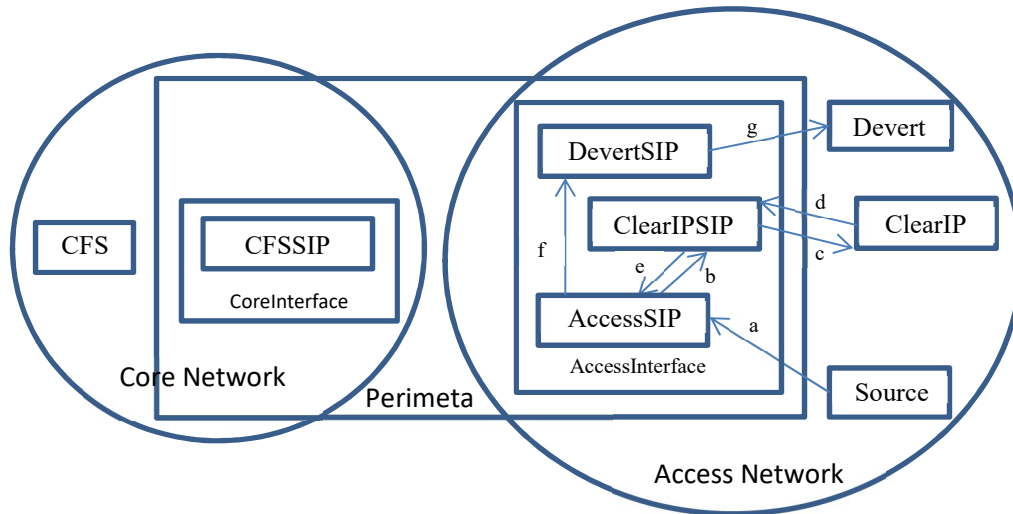 g
Devert
DevertSIP
d
ClearIPSIP
ClearIP
CFS
CFSSIP
f
c
e
b
CoreInterface
AccessSIP
a
AccessInterface
Core Network
Perimeta
Source
Access Network